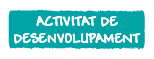 ACTIVITAT DE
DESENVOLUPAMENT